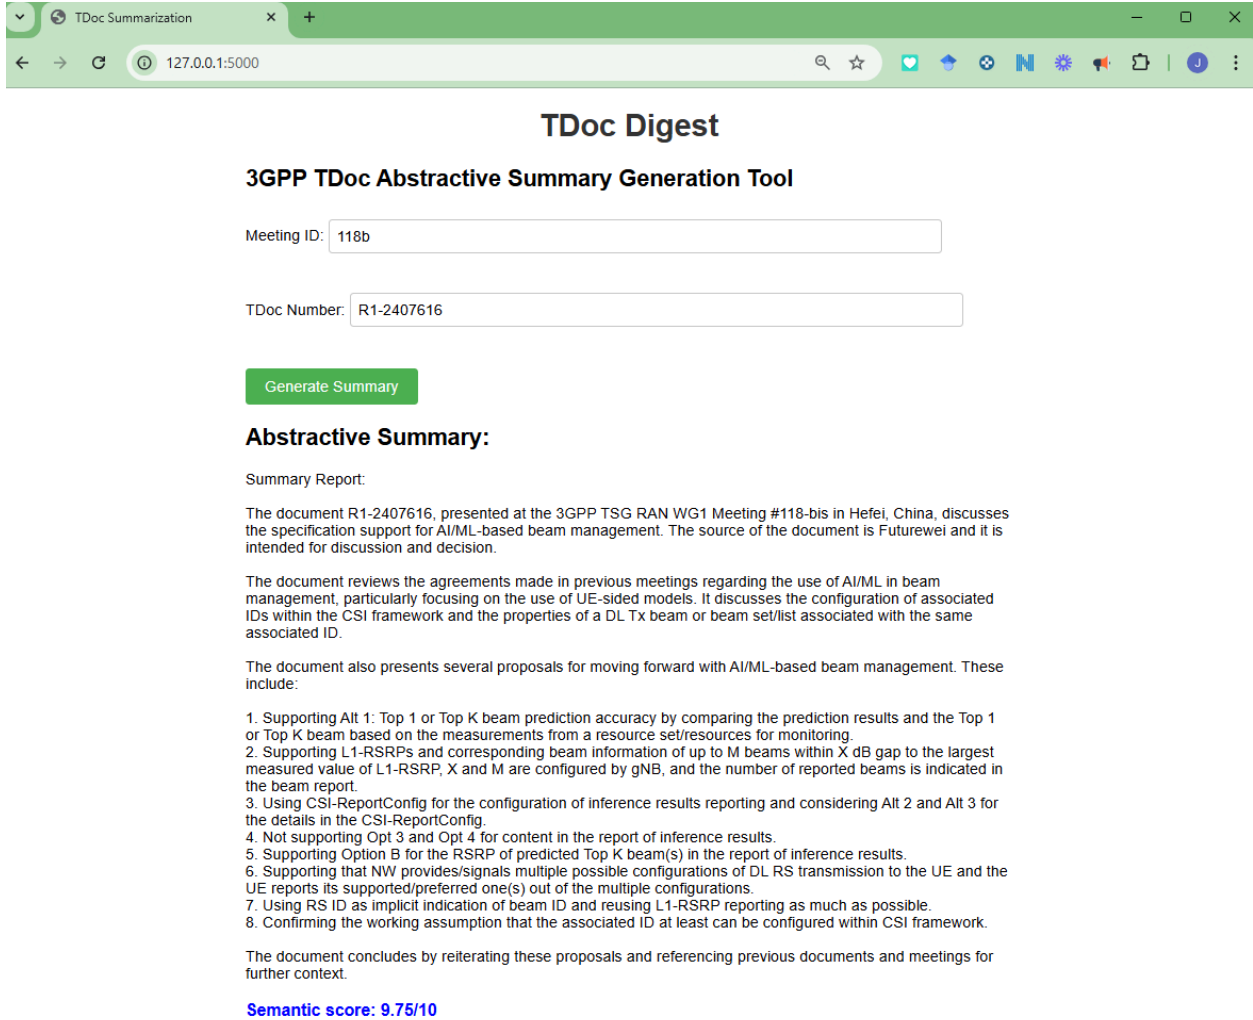 TDoc Summarization
127.0.0.1:5000
J
TDoc Digest
3GPP TDoc Abstractive Summary Generation Tool
Meeting ID: 118b
TDoc Number: R1-2407616
Generate Summary
Abstractive Summary:
Summary Report:
The document R1-2407616, presented at the 3GPP TSG RAN WG1 Meeting #118-bis in Hefei, China, discusses
the specification support for AI/ML-based beam management. The source of the document is Futurewei and it is
intended for discussion and decision.
The document reviews the agreements made in previous meetings regarding the use of AI/ML in beam
management, particularly focusing on the use of UE-sided models. It discusses the configuration of associated
IDs within the CSI framework and the properties of a DL Tx beam or beam set/list associated with the same
associated ID.
The document also presents several proposals for moving forward with AI/ML-based beam management. These
include:
1. Supporting Alt 1: Top 1 or Top K beam prediction accuracy by comparing the prediction results and the Top 1
or Top K beam based on the measurements from a resource set/resources for monitoring.
2. Supporting L1-RSRPs and corresponding beam information of up to M beams within X dB gap to the largest
measured value of L1-RSRP, X and M are configured by gNB, and the number of reported beams is indicated in
the beam report.
3. Using CSI-ReportConfig for the configuration of inference results reporting and considering Alt 2 and Alt 3 for
the details in the CSI-ReportConfig.
4. Not supporting Opt 3 and Opt 4 for content in the report of inference results.
5. Supporting Option B for the RSRP of predicted Top K beam(s) in the report of inference results.
6. Supporting that NW provides/signals multiple possible configurations of DL RS transmission to the UE and the
UE reports its supported/preferred one(s) out of the multiple configurations.
7. Using RS ID as implicit indication of beam ID and reusing L1-RSRP reporting as much as possible.
8. Confirming the working assumption that the associated ID at least can be configured within CSI framework.
The document concludes by reiterating these proposals and referencing previous documents and meetings for
further context.
Semantic score: 9.75/10